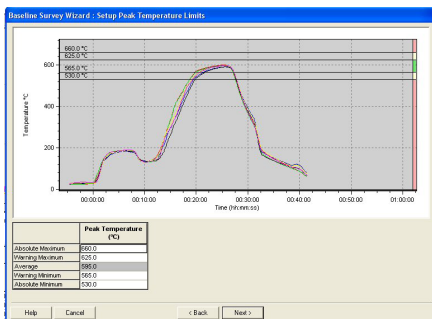 Baseline Survey Wizard : Setup Peak Temperature Limits
660.0 °C
625.0 °C
565.0 °C
530.0 °C
600
400
200
0
Temperature °C
00:00:00 00:10:00 00:20:00 00:30:00 00:40:00 00:50:00 01:00:00
Time (hh:mm:ss)
Peak Temperature
(°C)
Absolute Maximum 660.0
Warning Maximum 625.0
Average 595.0
Warning Minimum 565.0
Absolute Minimum 530.0
Help Cancel < Back Next >